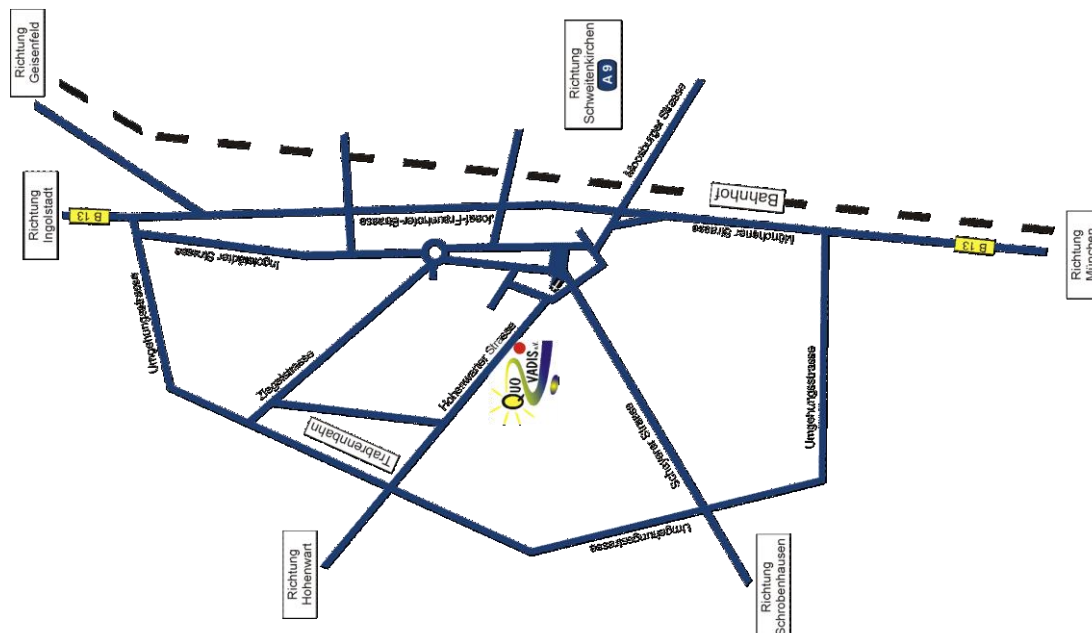 Richtung
Geisenfeld
Richtung
Ingolstadt
B 13
Richtung
Schweitenkirchen
A 9
Moosburger Strasse
Bahnhof
Josef-Fraunhofer-Strasse
Münchener Strasse
B 13
Richtung
München
Ingolstädter Strasse
Umgehungsstrasse
Ziegelstrasse
Hohenwarter Strasse
QUO
VADIS e.V.
Trabrennbahn
Scheyerer Strasse
Umgehungsstrasse
Umgehungsstrasse
Richtung
Hohenwart
Richtung
Schrobenhausen